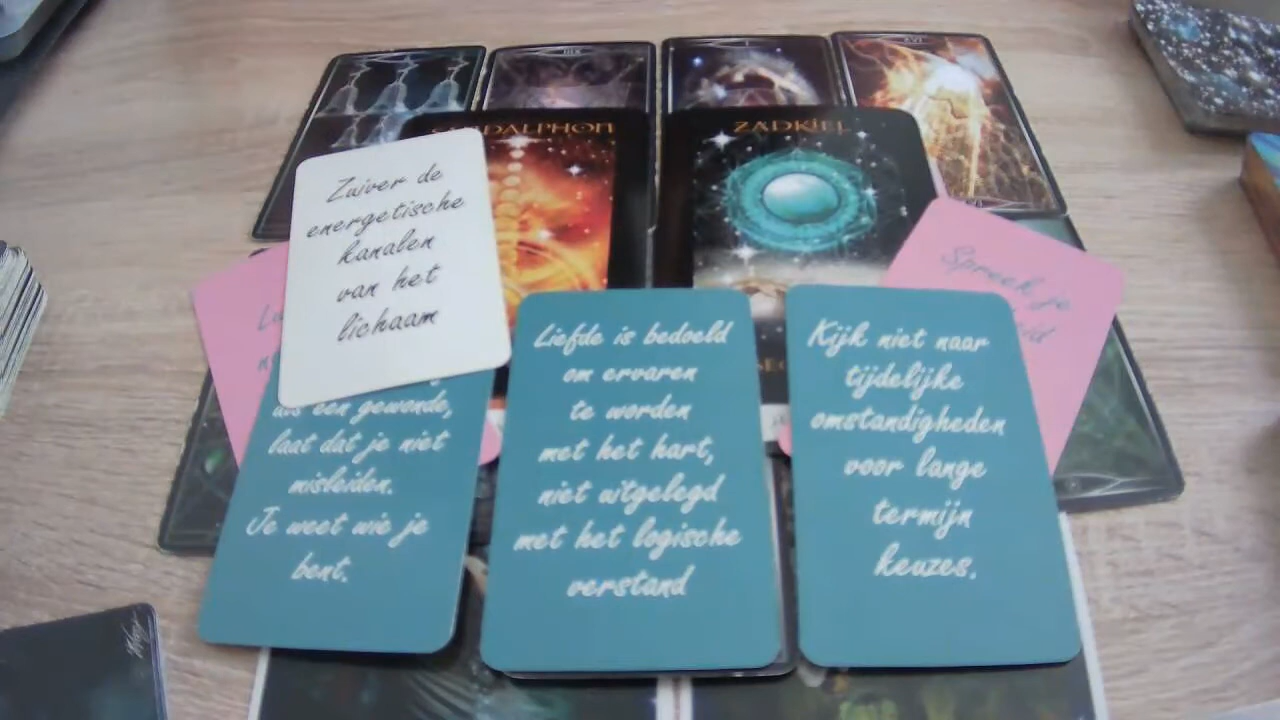 XVI
SANDALPHON
ZADKIEL
Zuiver de
energetische
kanalen
van het
lichaam
Spreek je
als een gewonde,
laat dat je niet
misleiden.
Je weet wie je
bent.
Liefde is bedoeld
om ervaren
te worden
met het hart,
niet uitgelegd
met het logische
verstand
Kijk niet naar
tijdelijke
omstandigheden
voor lange
termijn
keuzes.